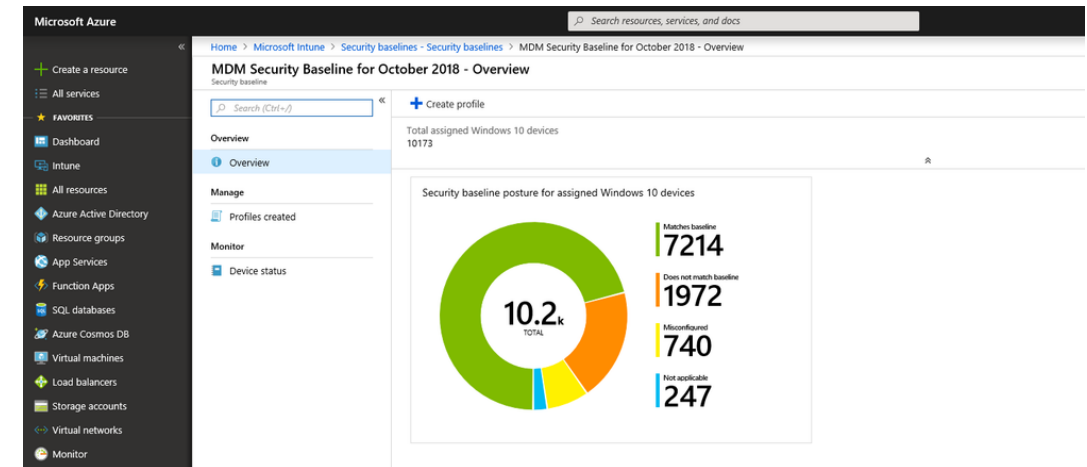 Microsoft Azure
Search resources, services, and docs
«
Home > Microsoft Intune > Security baselines - Security baselines > MDM Security Baseline for October 2018 - Overview
MDM Security Baseline for October 2018 - Overview
Security baseline
Create a resource
All services
FAVORITES
Dashboard
Intune
All resources
Azure Active Directory
Resource groups
App Services
Function Apps
SQL databases
Azure Cosmos DB
Virtual machines
Load balancers
Storage accounts
Virtual networks
Monitor
Search (Ctrl+/)
«
Overview
Overview
Manage
Profiles created
Monitor
Device status
Create profile
Total assigned Windows 10 devices
10173
Security baseline posture for assigned Windows 10 devices
10.2k
TOTAL
Matches baseline
7214
Does not match baseline
1972
Misconfigured
740
Not applicable
247